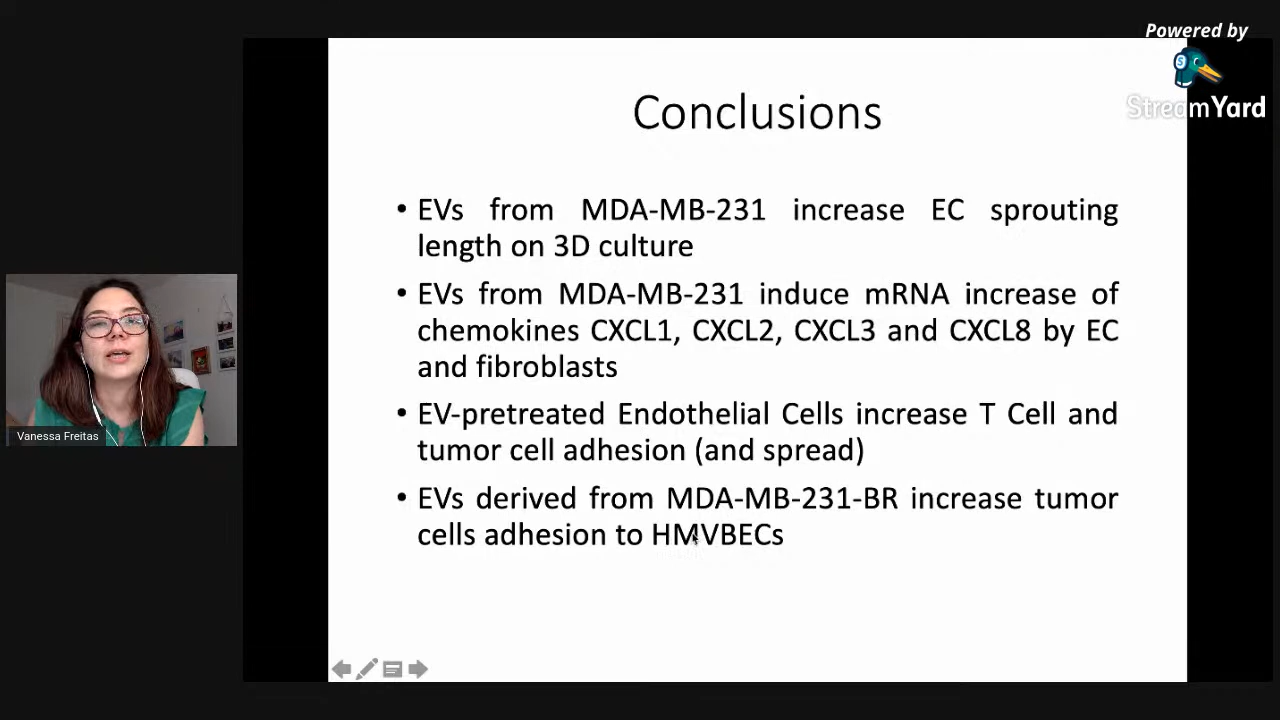 Powered by
StreamYard
Conclusions
• EVs from MDA-MB-231 increase EC sprouting
length on 3D culture
• EVs from MDA-MB-231 induce mRNA increase of
chemokines CXCL1, CXCL2, CXCL3 and CXCL8 by EC
and fibroblasts
• EV-pretreated Endothelial Cells increase T Cell and
tumor cell adhesion (and spread)
• EVs derived from MDA-MB-231-BR increase tumor
cells adhesion to HMVBECs
Vanessa Freitas